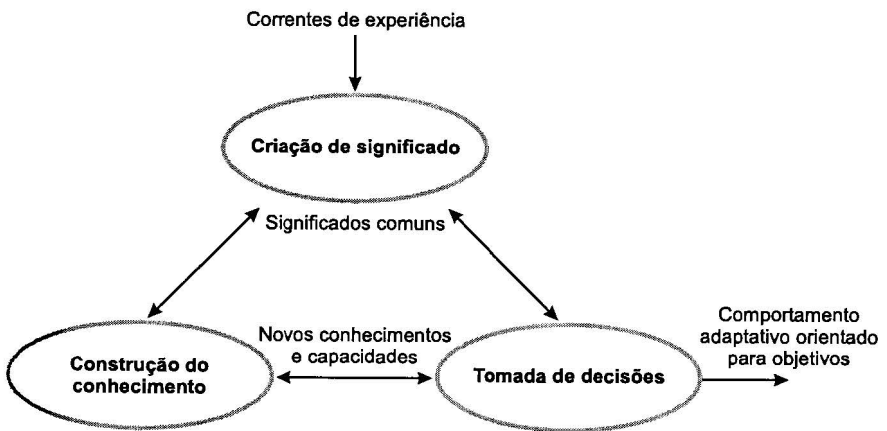 Correntes de experiência
Criação de significado
Significados comuns
Novos conhecimentos
e capacidades
Construção do
conhecimento
Tomada de decisões
Comportamento
adaptativo orientado
para objetivos